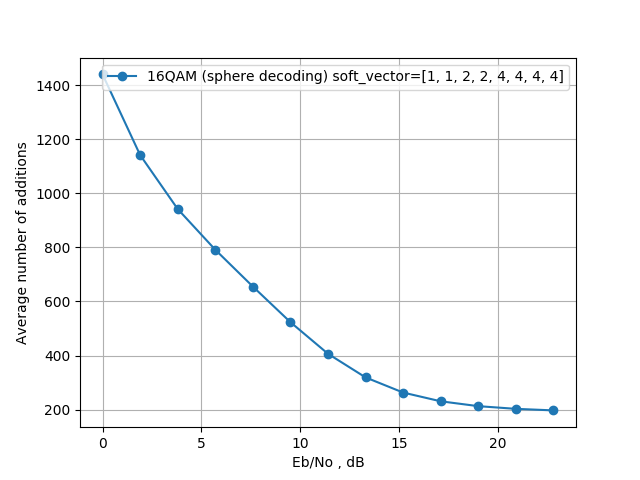 16QAM (sphere decoding) soft_vector=[1, 1, 2, 2, 4, 4, 4, 4]
1400
1200
1000
800
600
400
200
Average number of additions
0 5 10 15 20
Eb/No , dB